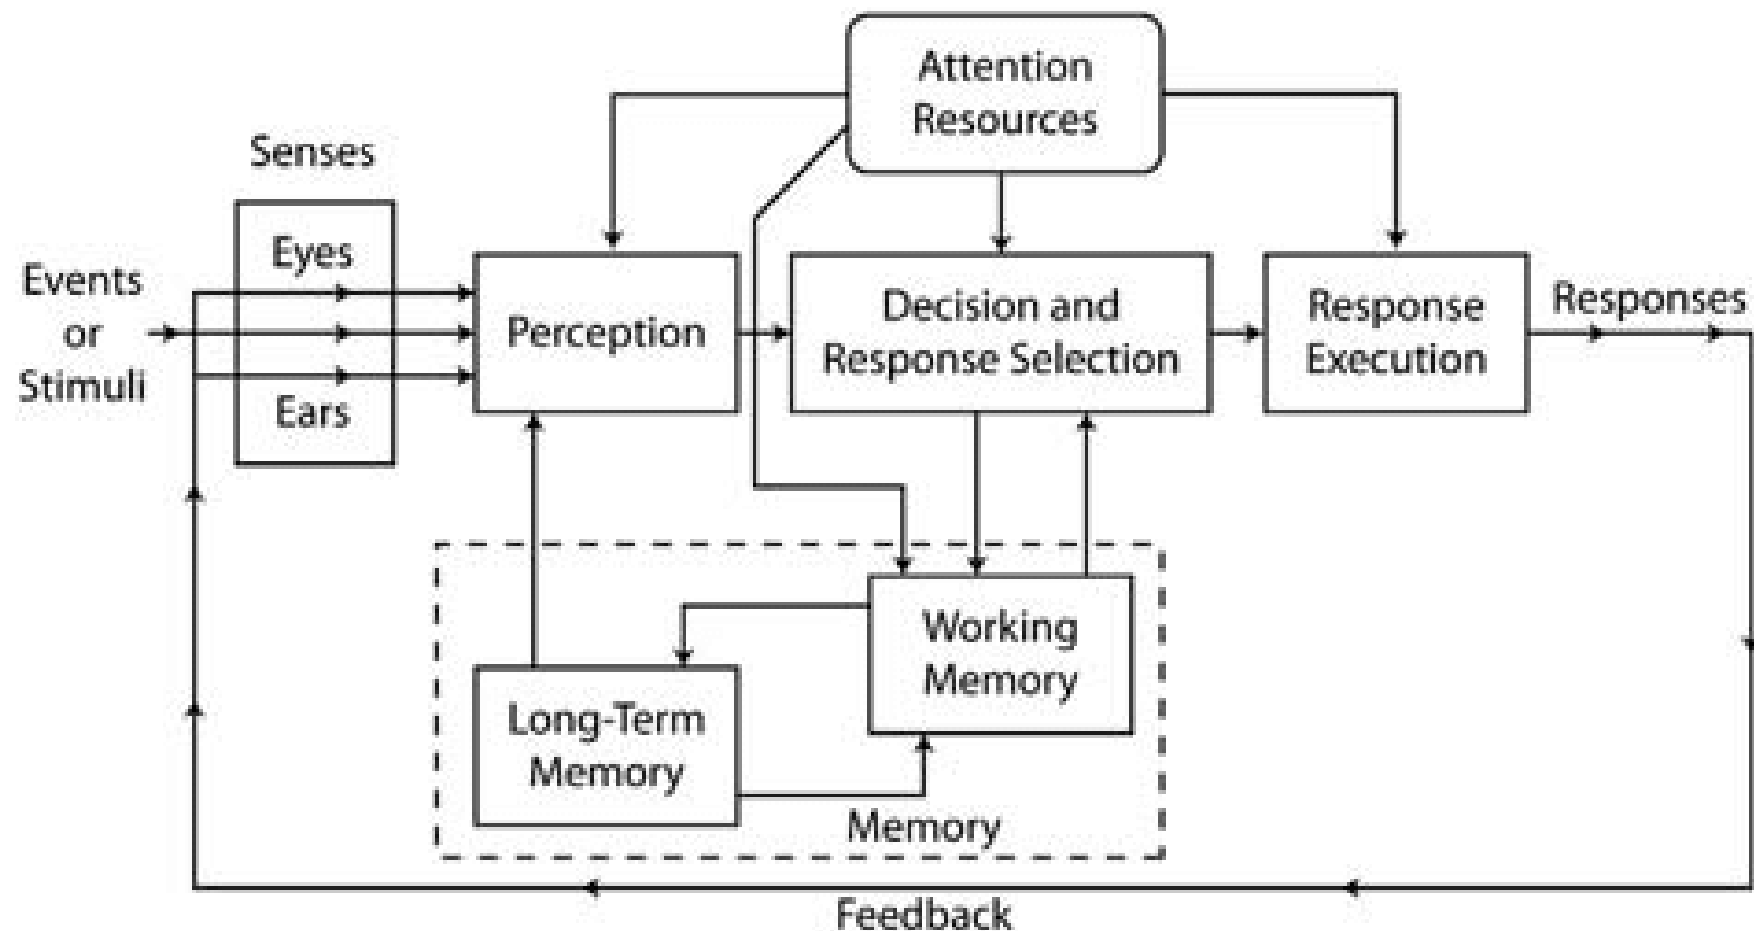 Attention
Resources
Senses
Eyes
Ears
Events
or
Stimuli
Perception
Decision and
Response Selection
Response
Execution
Responses
Working
Memory
Long-Term
Memory
Memory
Feedback